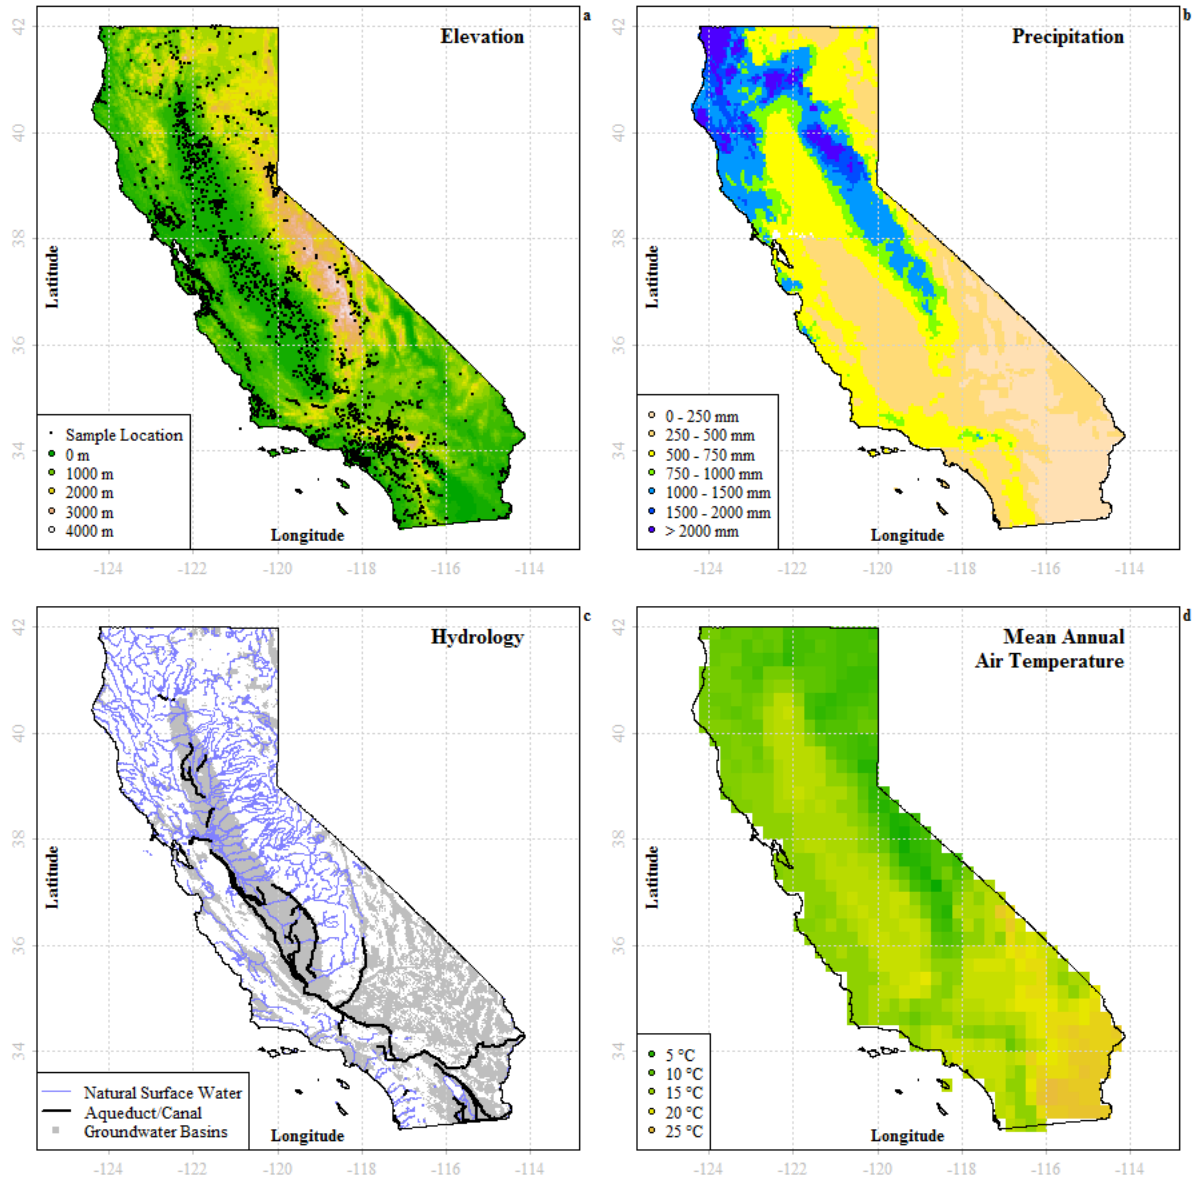 a
Elevation
42
40
38
36
34
Latitude
Sample Location
0 m
1000 m
2000 m
3000 m
4000 m
Longitude
-124
-122
-120
-118
-116
-114
b
Precipitation
42
40
38
36
34
Latitude
0 - 250 mm
250 - 500 mm
500 - 750 mm
750 - 1000 mm
1000 - 1500 mm
1500 - 2000 mm
> 2000 mm
Longitude
-124
-122
-120
-118
-116
-114
c
Hydrology
42
40
38
36
34
Latitude
Natural Surface Water
Aqueduct/Canal
Groundwater Basins
Longitude
-124
-122
-120
-118
-116
-114
d
Mean Annual
Air Temperature
42
40
38
36
34
Latitude
5 °C
10 °C
15 °C
20 °C
25 °C
Longitude
-124
-122
-120
-118
-116
-114